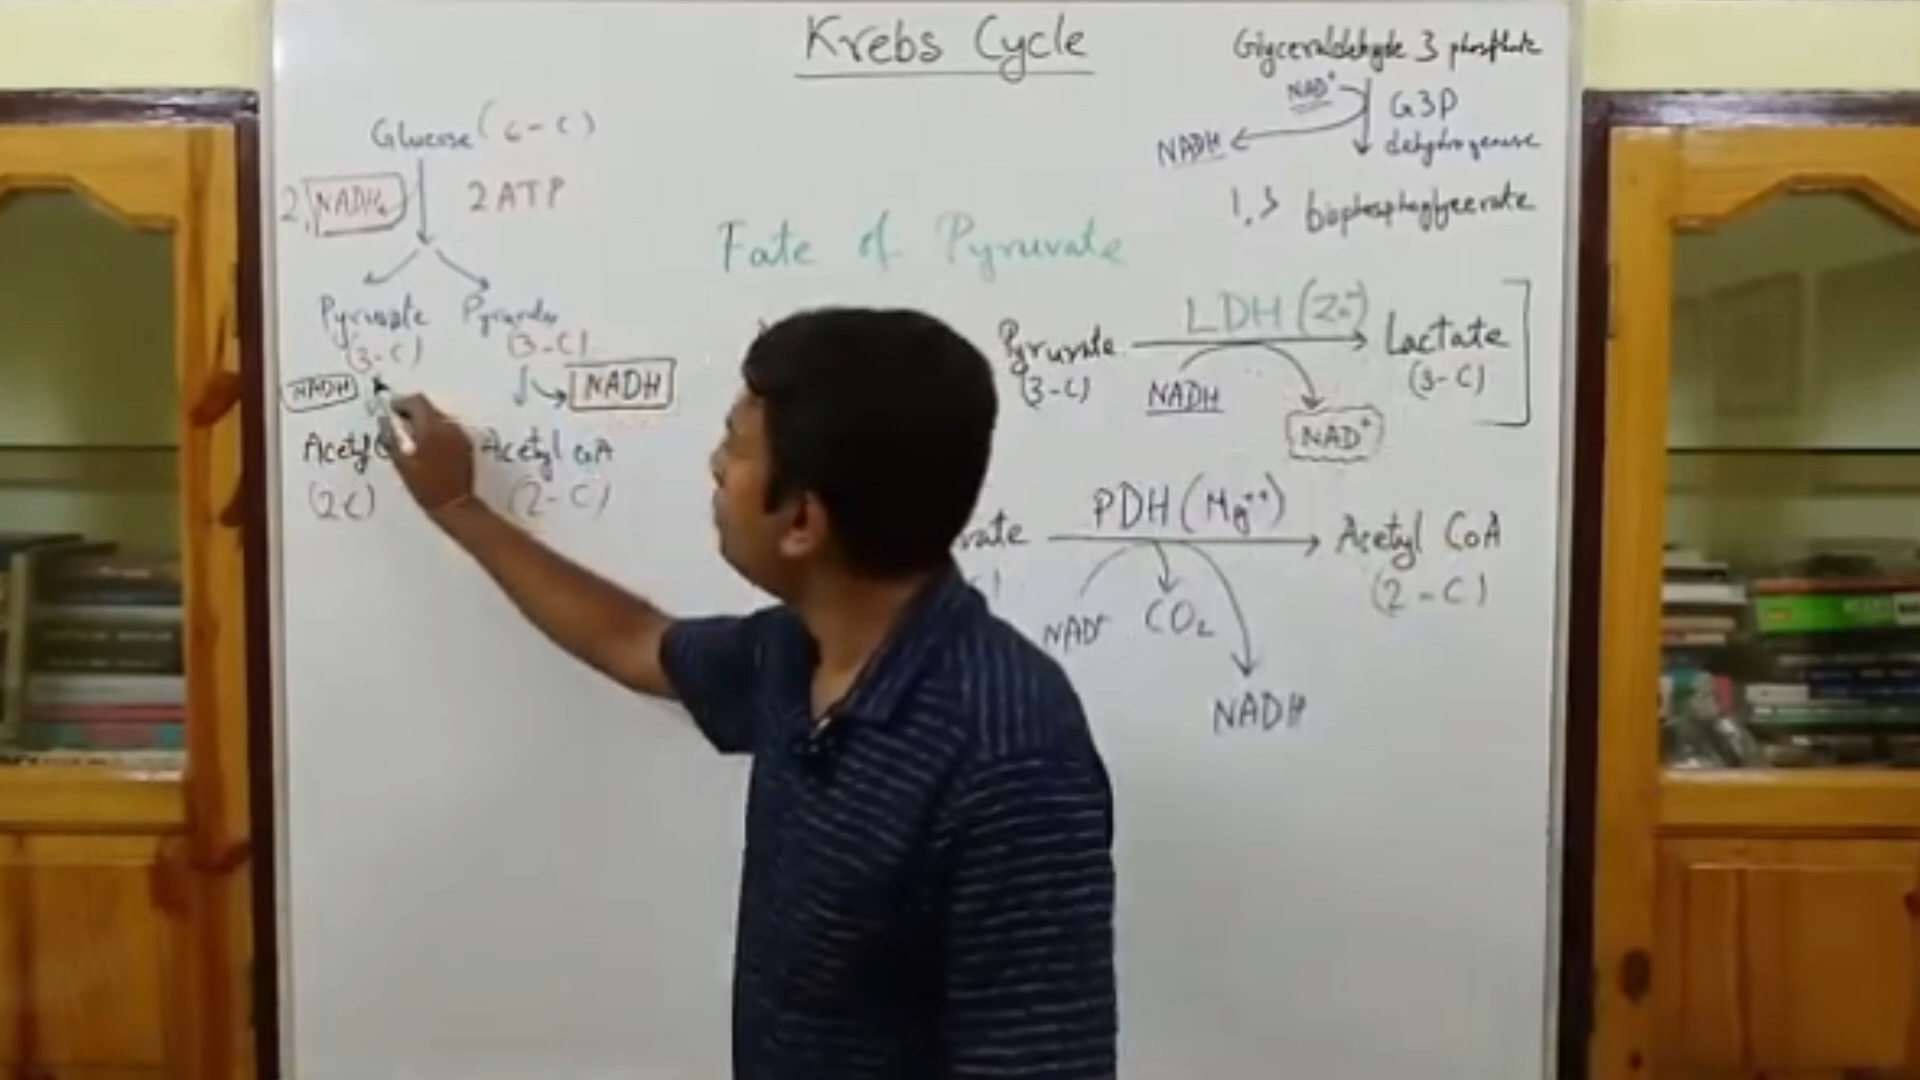 Krebs Cycle
Glucose (6-C)
2 NADH
2 ATP
Pyruvate
(3-C)
(3-C)
NADH
NADH
Acetyl
(2C)
Acetyl CoA
(2-C)
Glyceraldehyde 3 phosphate
NAD+
G3P
dehydrogenase
NADH
1,3 bisphosphoglycerate
Fate of Pyruvate
Pyruvate
(3-C)
LDH (Zn
Lactate
(3-C)
NADH
NAD+
vate
PDH (Mg++)
Acetyl CoA
(2-C)
NAD+
CO2
NADH